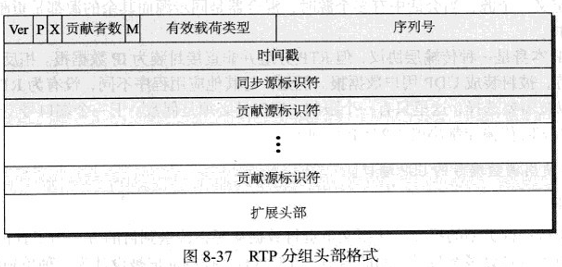 Ver P X 贡献者数 M 有效载荷类型 序列号
时间戳
同步源标识符
贡献源标识符
贡献源标识符
扩展头部
图 8-37 RTP 分组头部格式